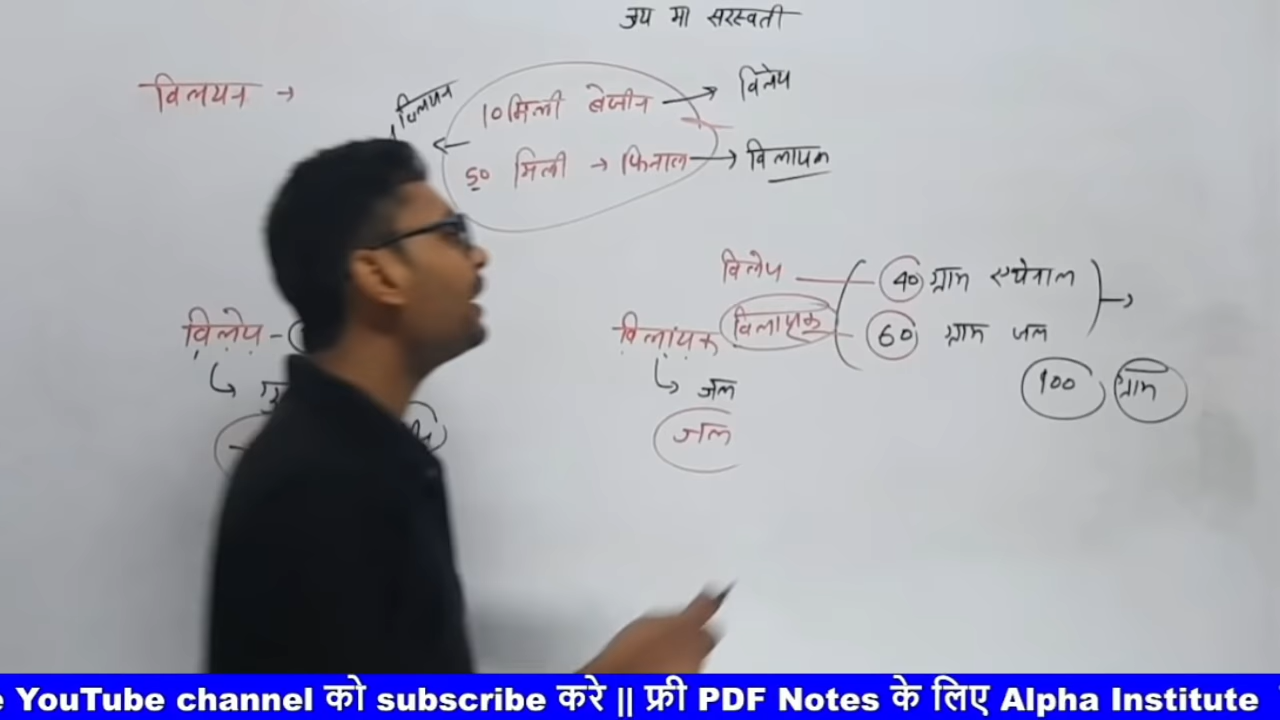 जय मा सरस्वती
विलयन →
विलयन ← 10 मिली बेंजीन → विलेय
50 मिली → फिनाल → विलायक
विलेय 40 ग्राम एथेनाल →
विलेय - विलायक विलायक 60 ग्राम जल
जल 100 ग्राम
जल
YouTube channel को subscribe करे || फ्री PDF Notes के लिए Alpha Institute